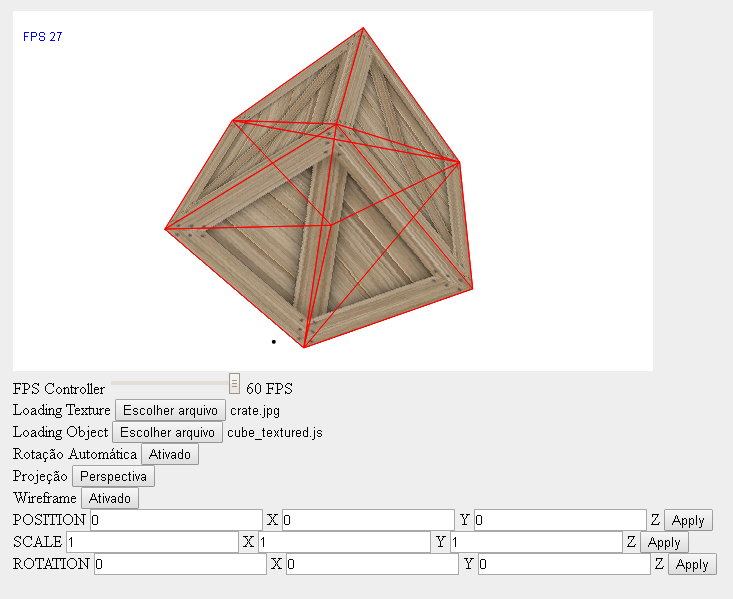 FPS 27
FPS Controller 60 FPS
Loading Texture Escolher arquivo crate.jpg
Loading Object Escolher arquivo cube_textured.js
Rotação Automática Ativado
Projeção Perspectiva
Wireframe Ativado
POSITION 0 X 0 Y 0 Z Apply
SCALE 1 X 1 Y 1 Z Apply
ROTATION 0 X 0 Y 0 Z Apply